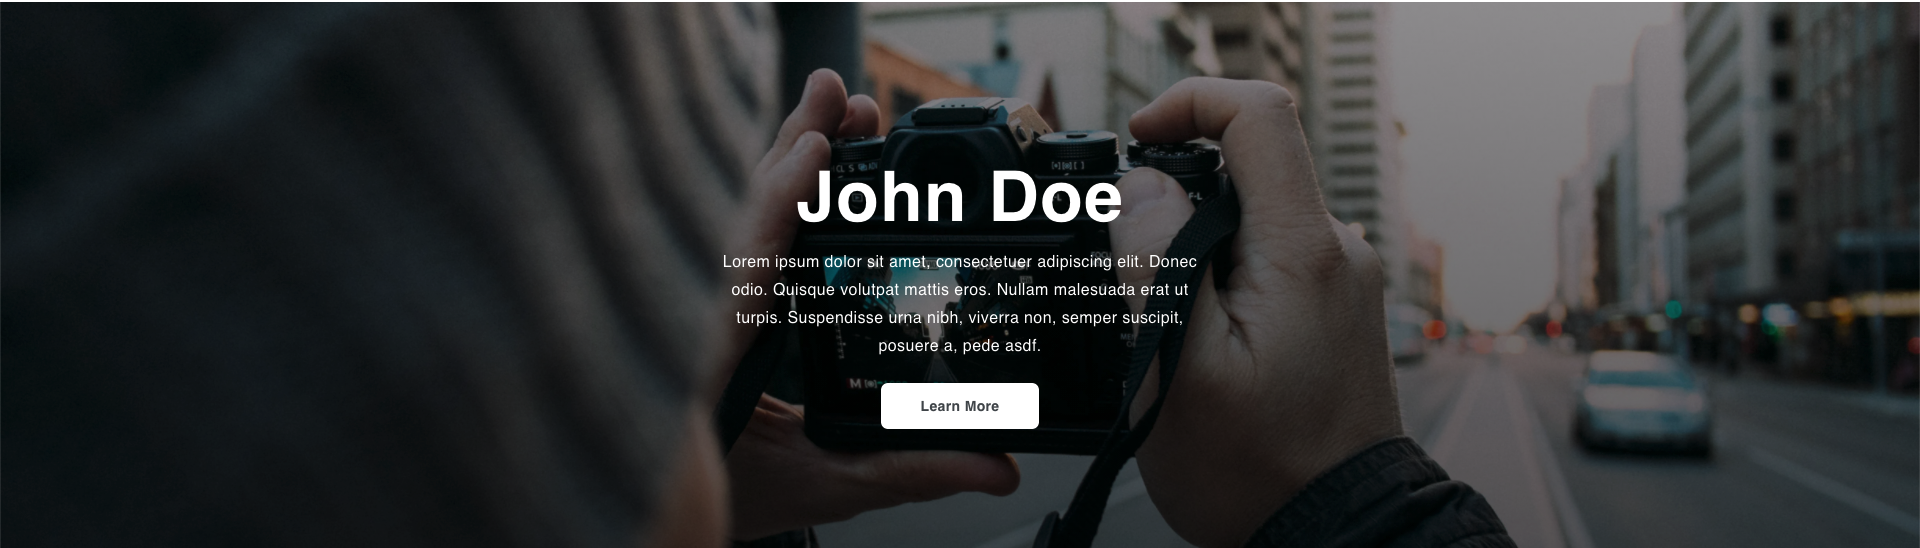 CL S
John Doe
F-L
Lorem ipsum dolor sit amet, consectetuer adipiscing elit. Donec
odio. Quisque volutpat mattis eros. Nullam malesuada erat ut
turpis. Suspendisse urna nibh, viverra non, semper suscipit,
posuere a, pede asdf.
M
Learn More